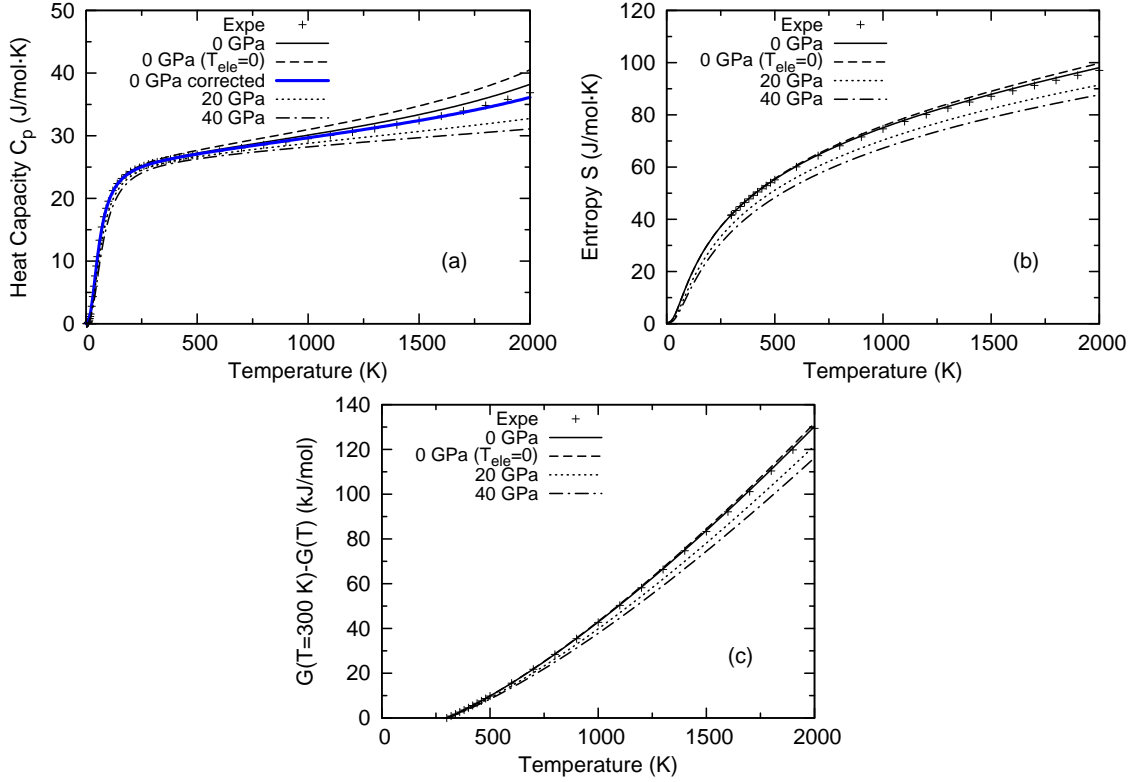 Expe
0 GPa
0 GPa (T_ele=0)
0 GPa corrected
20 GPa
40 GPa
Heat Capacity C_p (J/mol·K)
50
40
30
20
10
0
(a)
0 500 1000 1500 2000
Temperature (K)
Expe
0 GPa
0 GPa (T_ele=0)
20 GPa
40 GPa
Entropy S (J/mol·K)
120
100
80
60
40
20
0
(b)
0 500 1000 1500 2000
Temperature (K)
Expe
0 GPa
0 GPa (T_ele=0)
20 GPa
40 GPa
G(T=300 K)-G(T) (kJ/mol)
140
120
100
80
60
40
20
0
(c)
500 1000 1500 2000
Temperature (K)